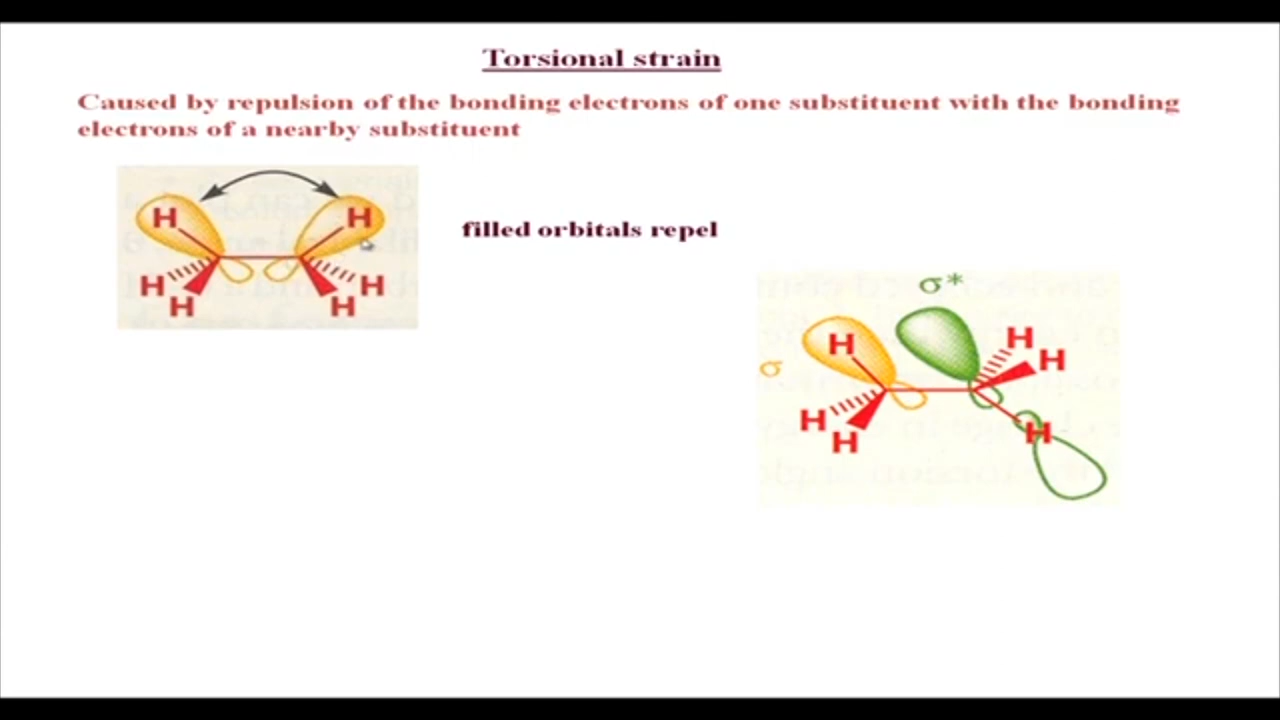 Torsional strain
Caused by repulsion of the bonding electrons of one substituent with the bonding
electrons of a nearby substituent
H H
H H H H
filled orbitals repel
σ*
σ H H H
H H H